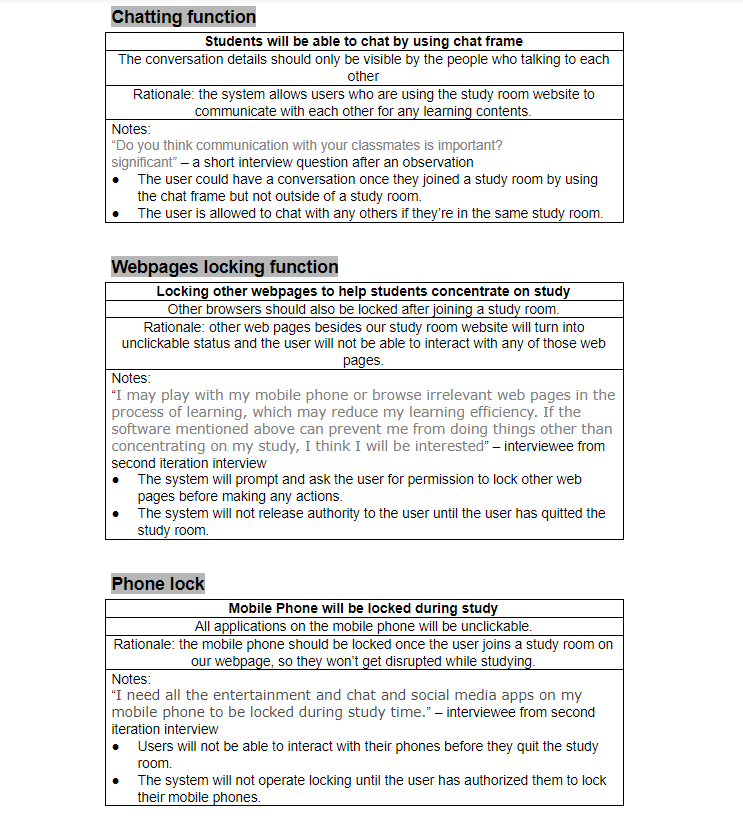 Chatting function
Students will be able to chat by using chat frame
The conversation details should only be visible by the people who talking to each
other
Rationale: the system allows users who are using the study room website to
communicate with each other for any learning contents.
Notes:
“Do you think communication with your classmates is important?
significant” – a short interview question after an observation
● The user could have a conversation once they joined a study room by using
the chat frame but not outside of a study room.
● The user is allowed to chat with any others if they’re in the same study room.
Webpages locking function
Locking other webpages to help students concentrate on study
Other browsers should also be locked after joining a study room.
Rationale: other web pages besides our study room website will turn into
unclickable status and the user will not be able to interact with any of those web
pages.
Notes:
“I may play with my mobile phone or browse irrelevant web pages in the
process of learning, which may reduce my learning efficiency. If the
software mentioned above can prevent me from doing things other than
concentrating on my study, I think I will be interested” – interviewee from
second iteration interview
● The system will prompt and ask the user for permission to lock other web
pages before making any actions.
● The system will not release authority to the user until the user has quitted the
study room.
Phone lock
Mobile Phone will be locked during study
All applications on the mobile phone will be unclickable.
Rationale: the mobile phone should be locked once the user joins a study room on
our webpage, so they won’t get disrupted while studying.
Notes:
“I need all the entertainment and chat and social media apps on my
mobile phone to be locked during study time.” – interviewee from second
iteration interview
● Users will not be able to interact with their phones before they quit the study
room.
● The system will not operate locking until the user has authorized them to lock
their mobile phones.